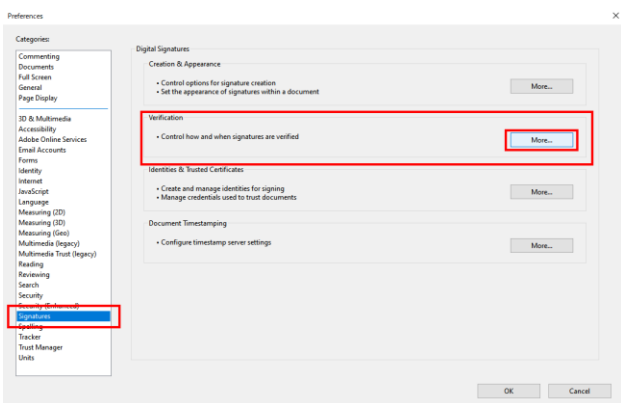 Preferences
Categories:
Commenting
Documents
Full Screen
General
Page Display
3D & Multimedia
Accessibility
Adobe Online Services
Email Accounts
Forms
Identity
Internet
JavaScript
Language
Measuring (2D)
Measuring (3D)
Measuring (Geo)
Multimedia (legacy)
Multimedia Trust (legacy)
Reading
Reviewing
Search
Security
Security (Enhanced)
Signatures
Spelling
Tracker
Trust Manager
Units
Digital Signatures
Creation & Appearance
• Control options for signature creation
• Set the appearance of signatures within a document
More...
Verification
• Control how and when signatures are verified
More...
Identities & Trusted Certificates
• Create and manage identities for signing
• Manage credentials used to trust documents
More...
Document Timestamping
• Configure timestamp server settings
More...
OK
Cancel